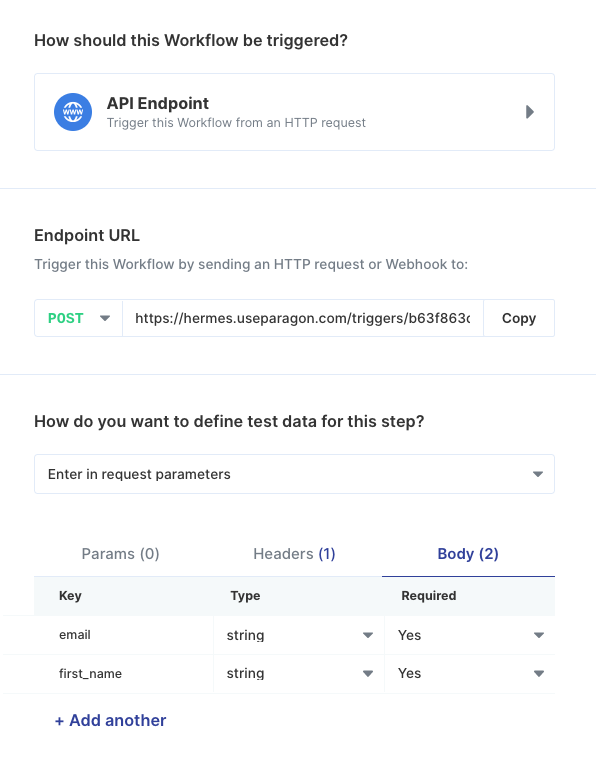 How should this Workflow be triggered?
www
API Endpoint
Trigger this Workflow from an HTTP request
Endpoint URL
Trigger this Workflow by sending an HTTP request or Webhook to:
POST https://hermes.useparagon.com/triggers/b63f863c Copy
How do you want to define test data for this step?
Enter in request parameters
Params (0) Headers (1) Body (2)
Key Type Required
email string Yes
first_name string Yes
+ Add another